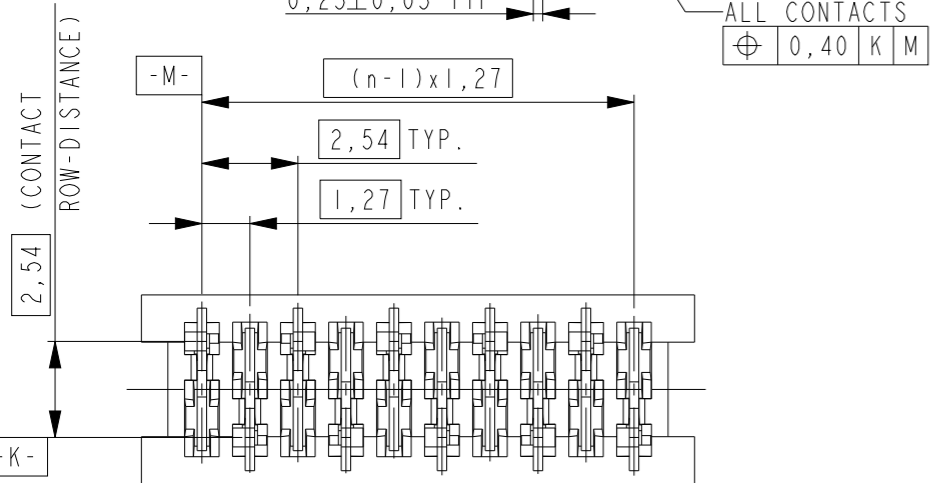 0,25±0,05 TYP
ALL CONTACTS
0,40 K M
-M-
(n-1)x1,27
2,54 TYP.
1,27 TYP.
2,54 (CONTACT
ROW-DISTANCE)
-K-